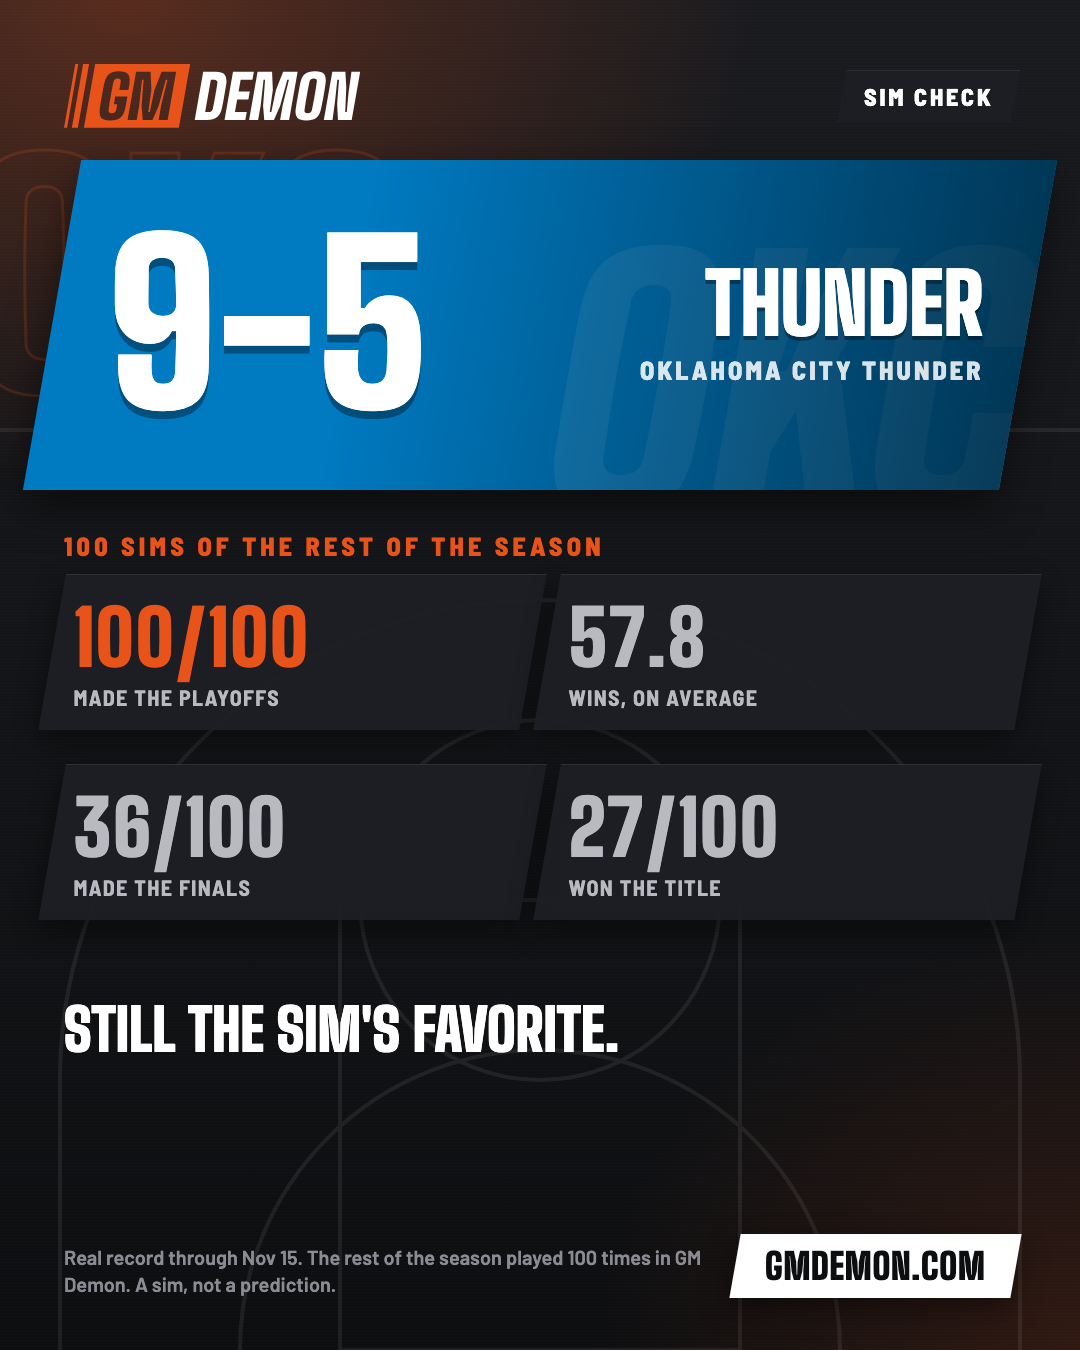 GM DEMON
SIM CHECK
9–5
THUNDER
OKLAHOMA CITY THUNDER
OKC
100 SIMS OF THE REST OF THE SEASON
100/100
MADE THE PLAYOFFS
57.8
WINS, ON AVERAGE
36/100
MADE THE FINALS
27/100
WON THE TITLE
STILL THE SIM'S FAVORITE.
Real record through Nov 15. The rest of the season played 100 times in GM
Demon. A sim, not a prediction.
GMDEMON.COM